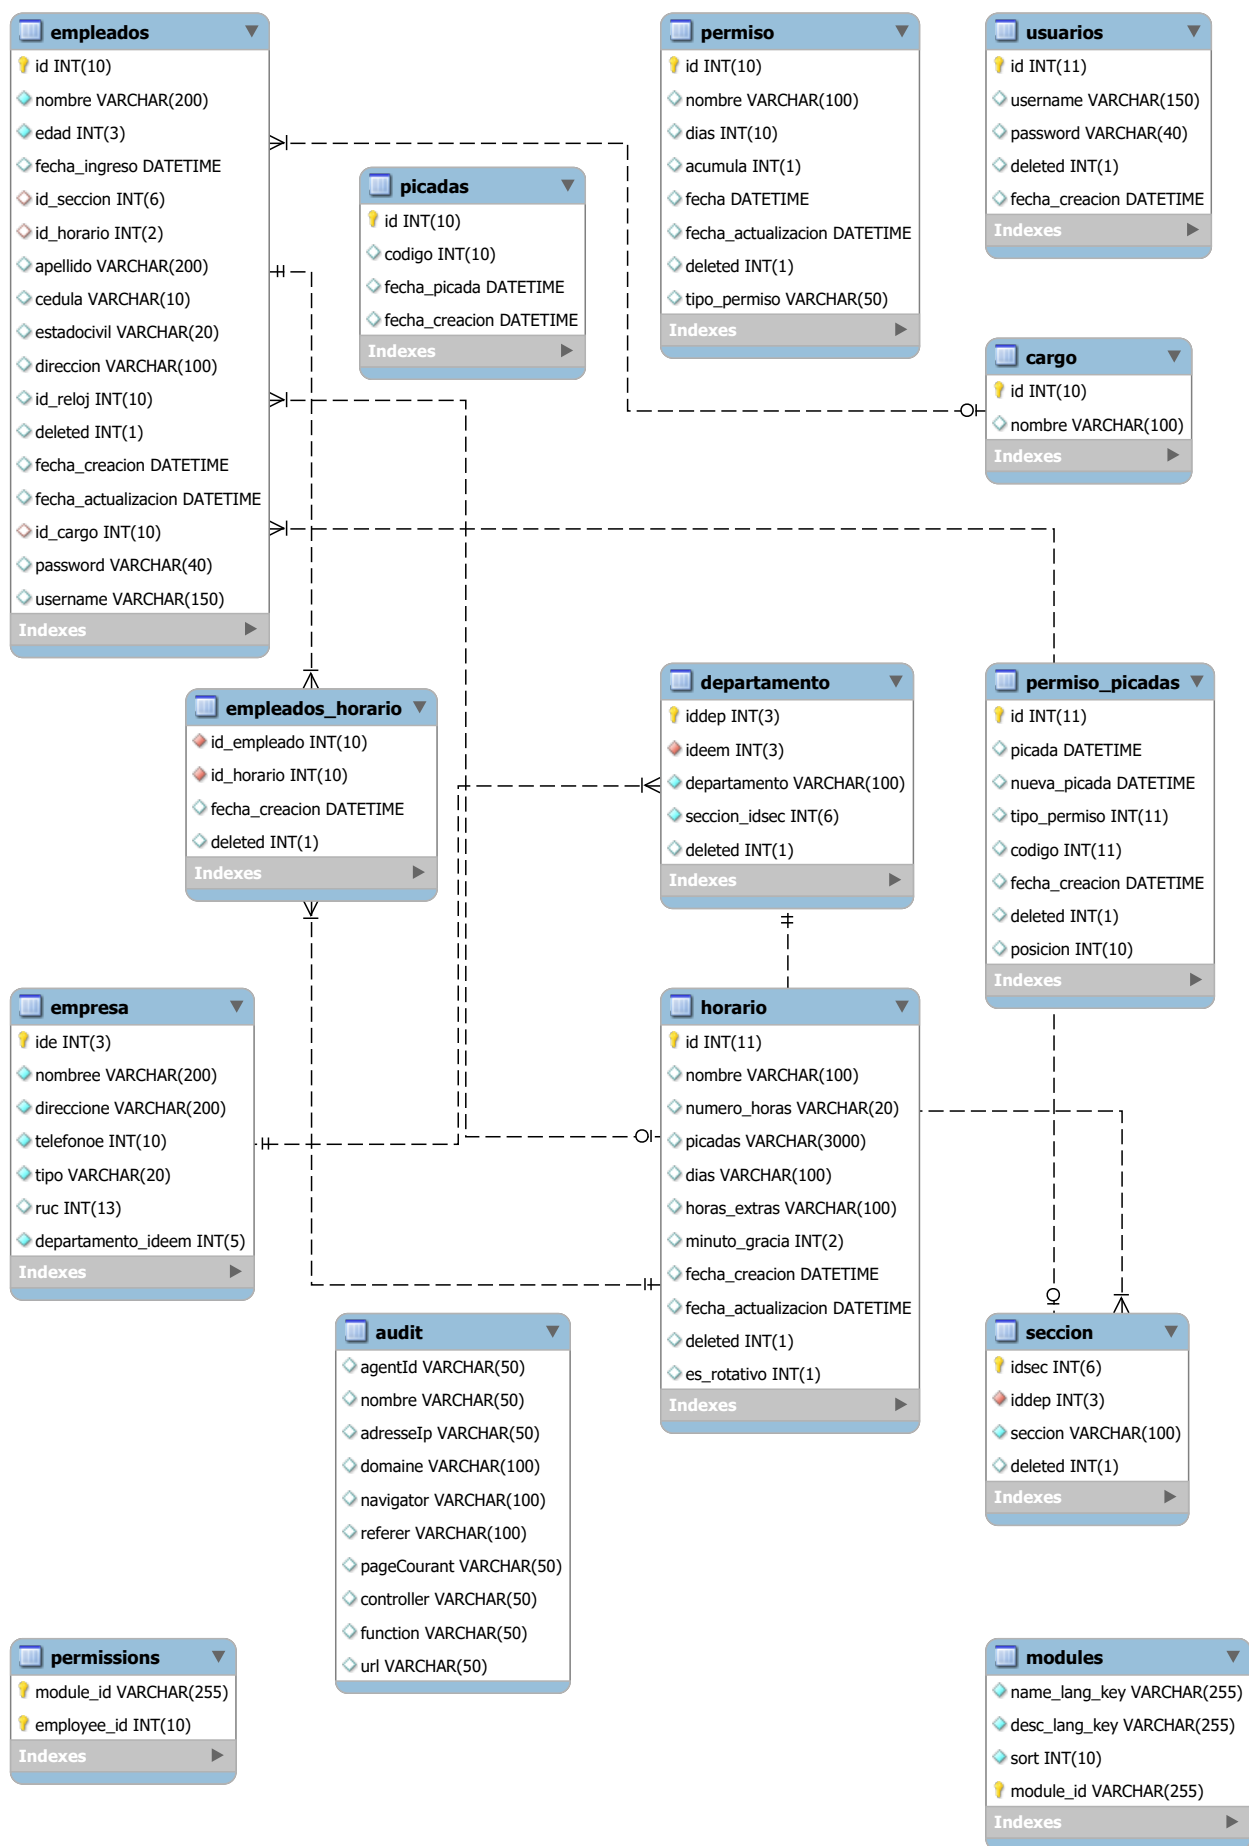 empleados
id INT(10)
nombre VARCHAR(200)
edad INT(3)
fecha_ingreso DATETIME
id_seccion INT(6)
id_horario INT(2)
apellido VARCHAR(200)
cedula VARCHAR(10)
estadocivil VARCHAR(20)
direccion VARCHAR(100)
id_reloj INT(10)
deleted INT(1)
fecha_creacion DATETIME
fecha_actualizacion DATETIME
id_cargo INT(10)
password VARCHAR(40)
username VARCHAR(150)
Indexes
picadas
id INT(10)
codigo INT(10)
fecha_picada DATETIME
fecha_creacion DATETIME
Indexes
permiso
id INT(10)
nombre VARCHAR(100)
dias INT(10)
acumula INT(1)
fecha DATETIME
fecha_actualizacion DATETIME
deleted INT(1)
tipo_permiso VARCHAR(50)
Indexes
usuarios
id INT(11)
username VARCHAR(150)
password VARCHAR(40)
deleted INT(1)
fecha_creacion DATETIME
Indexes
cargo
id INT(10)
nombre VARCHAR(100)
Indexes
empleados_horario
id_empleado INT(10)
id_horario INT(10)
fecha_creacion DATETIME
deleted INT(1)
Indexes
departamento
iddep INT(3)
ideem INT(3)
departamento VARCHAR(100)
seccion_idsec INT(6)
deleted INT(1)
Indexes
permiso_picadas
id INT(11)
picada DATETIME
nueva_picada DATETIME
tipo_permiso INT(11)
codigo INT(11)
fecha_creacion DATETIME
deleted INT(1)
posicion INT(10)
Indexes
empresa
ide INT(3)
nombree VARCHAR(200)
direccione VARCHAR(200)
telefonoe INT(10)
tipo VARCHAR(20)
ruc INT(13)
departamento_ideem INT(5)
Indexes
horario
id INT(11)
nombre VARCHAR(100)
numero_horas VARCHAR(20)
picadas VARCHAR(3000)
dias VARCHAR(100)
horas_extras VARCHAR(100)
minuto_gracia INT(2)
fecha_creacion DATETIME
fecha_actualizacion DATETIME
deleted INT(1)
es_rotativo INT(1)
Indexes
audit
agentId VARCHAR(50)
nombre VARCHAR(50)
adresseIp VARCHAR(50)
domaine VARCHAR(100)
navigator VARCHAR(100)
referer VARCHAR(100)
pageCourant VARCHAR(50)
controller VARCHAR(50)
function VARCHAR(50)
url VARCHAR(50)
seccion
idsec INT(6)
iddep INT(3)
seccion VARCHAR(100)
deleted INT(1)
Indexes
permissions
module_id VARCHAR(255)
employee_id INT(10)
Indexes
modules
name_lang_key VARCHAR(255)
desc_lang_key VARCHAR(255)
sort INT(10)
module_id VARCHAR(255)
Indexes